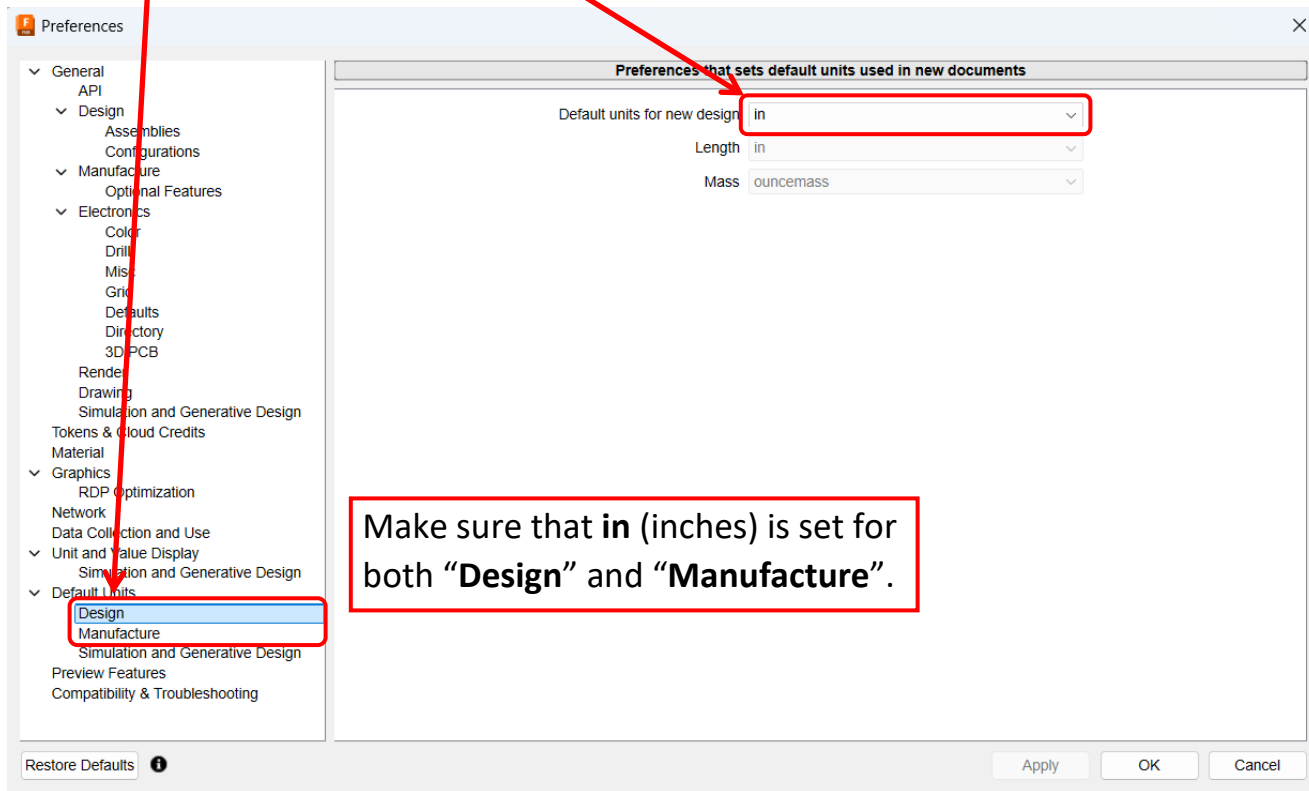 Preferences
General
API
Design
Assemblies
Configurations
Manufacture
Optional Features
Electronics
Color
Drill
Misc
Grid
Defaults
Directory
3D PCB
Render
Drawing
Simulation and Generative Design
Tokens & Cloud Credits
Material
Graphics
RDP Optimization
Network
Data Collection and Use
Unit and Value Display
Simulation and Generative Design
Default Units
Design
Manufacture
Simulation and Generative Design
Preview Features
Compatibility & Troubleshooting
Preferences that sets default units used in new documents
Default units for new design in
Length in
Mass ouncemass
Make sure that in (inches) is set for
both “Design” and “Manufacture”.
Restore Defaults
Apply OK Cancel